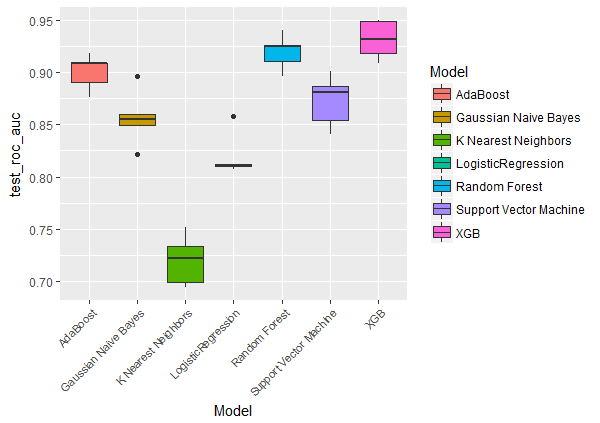 test_roc_auc
0.95
0.90
0.85
0.80
0.75
0.70
AdaBoost
Gaussian Naive Bayes
K Nearest Neighbors
LogisticRegression
Random Forest
Support Vector Machine
XGB
Model
Model
AdaBoost
Gaussian Naive Bayes
K Nearest Neighbors
LogisticRegression
Random Forest
Support Vector Machine
XGB